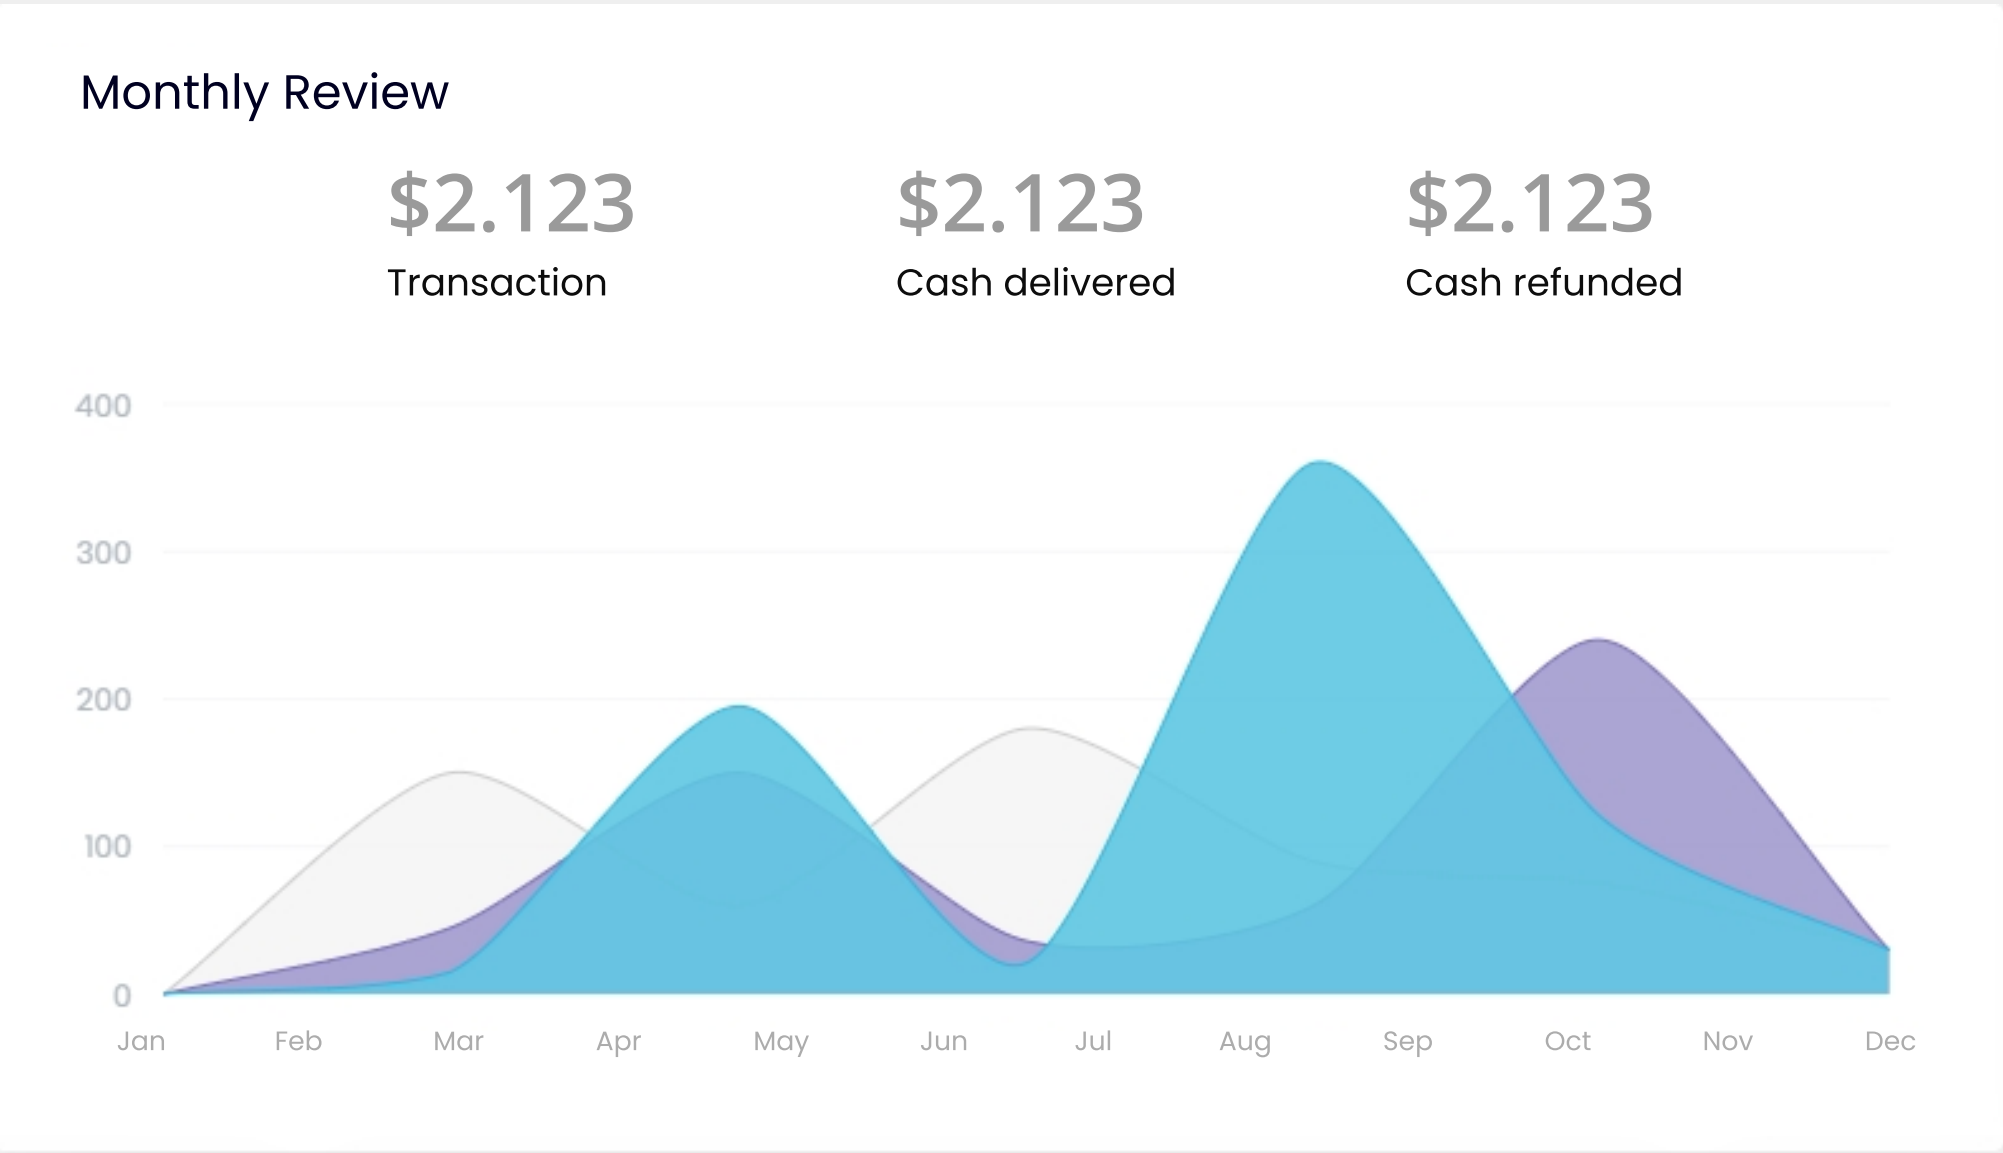 Monthly Review
$2.123 $2.123 $2.123
Transaction Cash delivered Cash refunded
400
300
200
100
0
Jan Feb Mar Apr May Jun Jul Aug Sep Oct Nov Dec